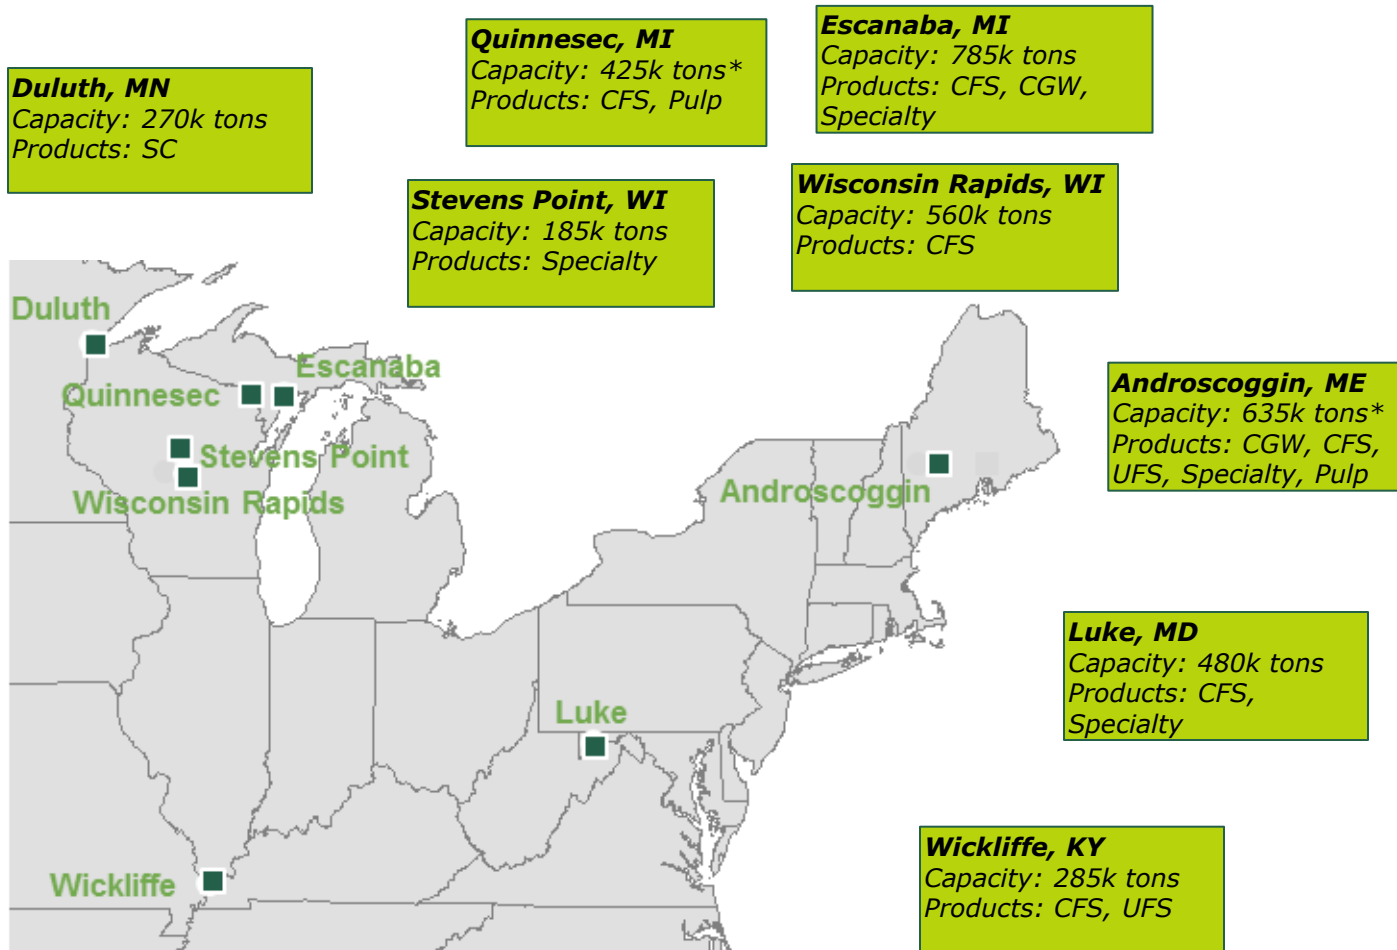 Duluth, MN
Capacity: 270k tons
Products: SC
Quinnesec, MI
Capacity: 425k tons*
Products: CFS, Pulp
Escanaba, MI
Capacity: 785k tons
Products: CFS, CGW,
Specialty
Stevens Point, WI
Capacity: 185k tons
Products: Specialty
Wisconsin Rapids, WI
Capacity: 560k tons
Products: CFS
Duluth
Escanaba
Quinnesec
Stevens Point
Wisconsin Rapids
Androscoggin
Androscoggin, ME
Capacity: 635k tons*
Products: CGW, CFS,
UFS, Specialty, Pulp
Luke, MD
Capacity: 480k tons
Products: CFS,
Specialty
Luke
Wickliffe
Wickliffe, KY
Capacity: 285k tons
Products: CFS, UFS